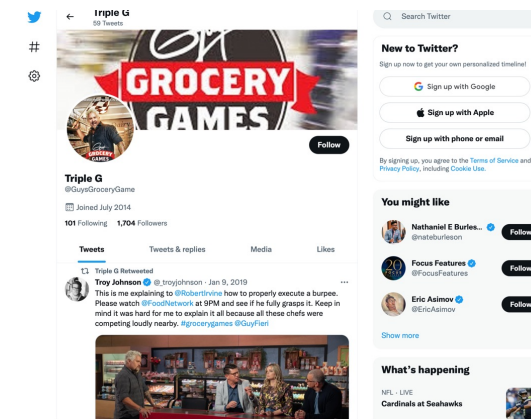 Triple G
59 Tweets
Guy's
GROCERY
GAMES
GROCERY
GAMES
Follow
Triple G
@GuysGroceryGame
Joined July 2014
101 Following 1,704 Followers
Tweets Tweets & replies Media Likes
Triple G Retweeted
Troy Johnson @_troyjohnson · Jan 9, 2019
This is me explaining to @RobertIrvine how to properly execute a burpee.
Please watch @FoodNetwork at 9PM and see if he fully grasps it. Keep in
mind it was hard for me to explain it all because all these chefs were
competing loudly nearby. #grocerygames @GuyFieri
Search Twitter
New to Twitter?
Sign up now to get your own personalized timeline!
Sign up with Google
Sign up with Apple
Sign up with phone or email
By signing up, you agree to the Terms of Service and
Privacy Policy, including Cookie Use.
You might like
Nathaniel E Burles...
@nateburleson
Follow
Focus Features
@FocusFeatures
Follow
Eric Asimov
@EricAsimov
Follow
Show more
What's happening
NFL · LIVE
Cardinals at Seahawks